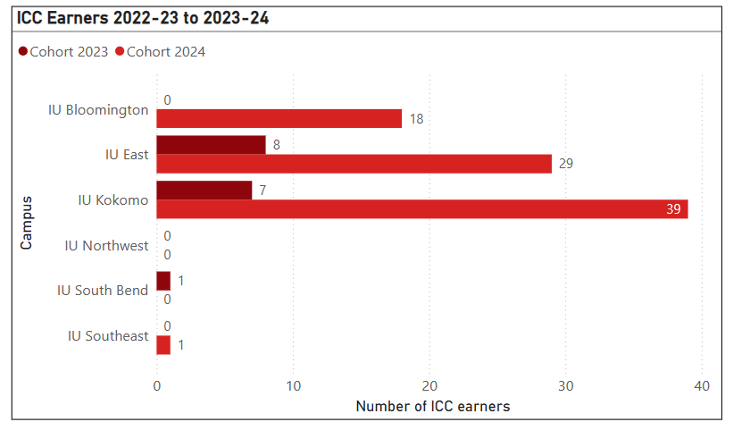 ICC Earners 2022-23 to 2023-24
Cohort 2023 Cohort 2024
Campus
IU Bloomington 0
18
IU East 8
29
IU Kokomo 7
39
IU Northwest 0
0
IU South Bend 1
0
IU Southeast 0
1
0 10 20 30 40
Number of ICC earners